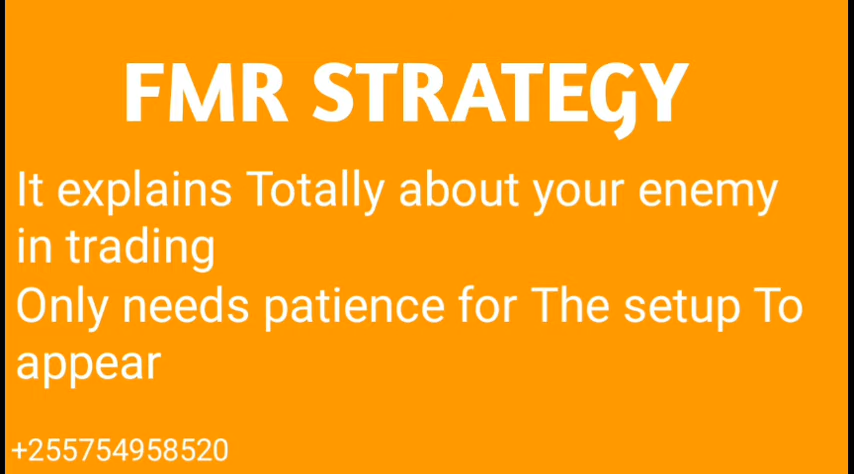 FMR STRATEGY
It explains Totally about your enemy
in trading
Only needs patience for The setup To
appear
+255754958520